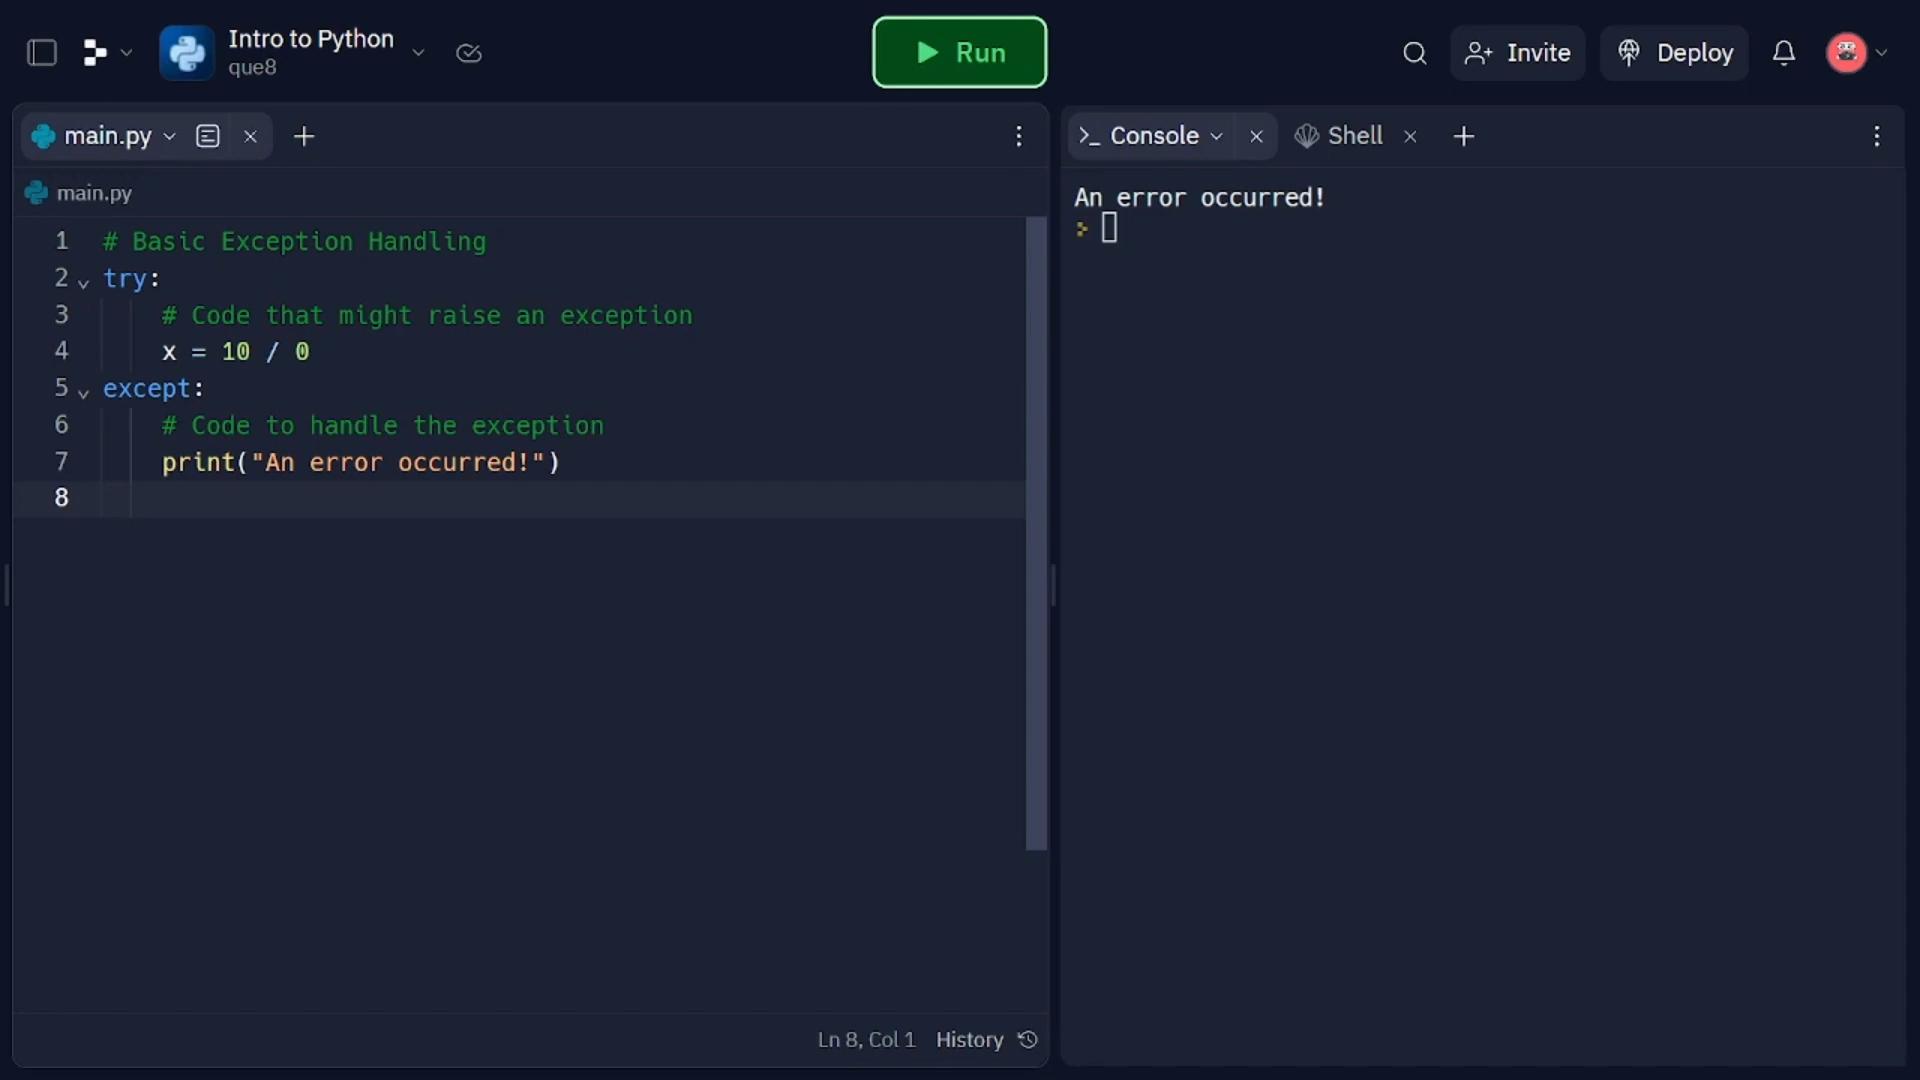 Intro to Python
que8
Run
Invite
Deploy
main.py
Console
Shell
main.py
1 # Basic Exception Handling
2 try:
3     # Code that might raise an exception
4     x = 10 / 0
5 except:
6     # Code to handle the exception
7     print("An error occurred!")
8
An error occurred!
Ln 8, Col 1 History